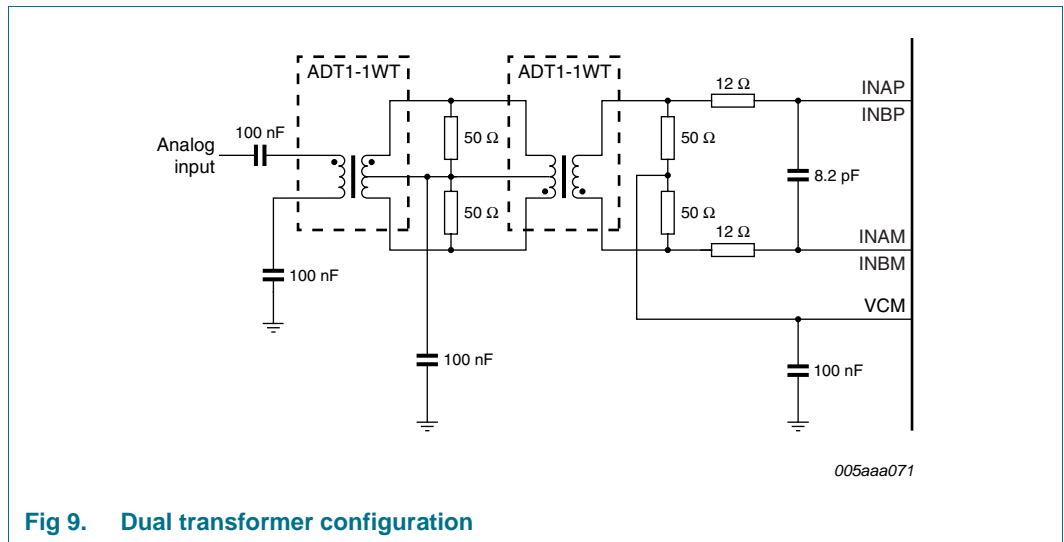 ADT1-1WT
ADT1-1WT
12 Ω
INAP
INBP
100 nF
Analog
input
50 Ω
50 Ω
8.2 pF
50 Ω
50 Ω
12 Ω
INAM
INBM
100 nF
VCM
100 nF
100 nF
005aaa071
Fig 9. Dual transformer configuration